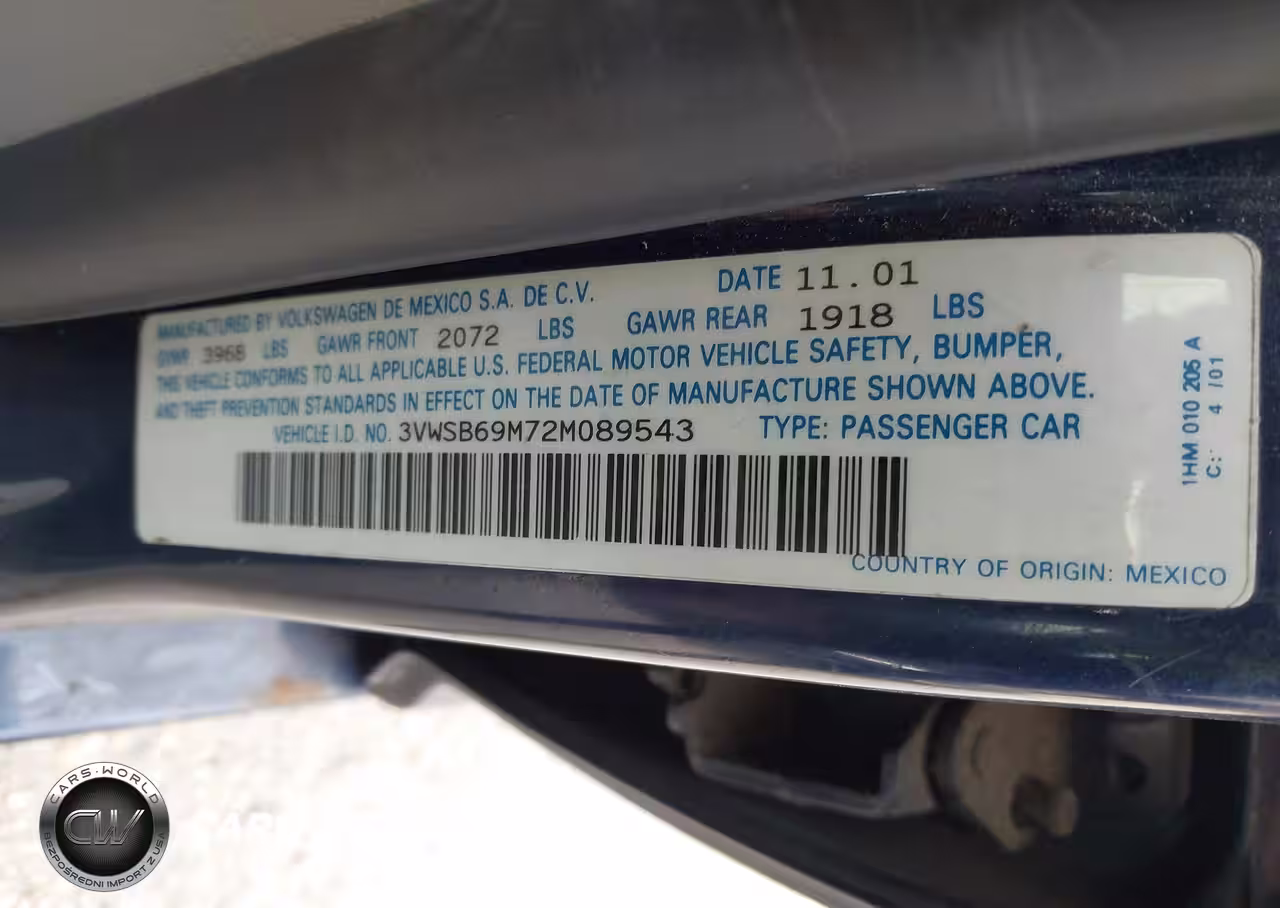 MANUFACTURED BY VOLKSWAGEN DE MEXICO S.A. DE C.V. DATE 11.01
GVWR 3968 LBS GAWR FRONT 2072 LBS GAWR REAR 1918 LBS
THIS VEHICLE CONFORMS TO ALL APPLICABLE U.S. FEDERAL MOTOR VEHICLE SAFETY, BUMPER,
AND THEFT PREVENTION STANDARDS IN EFFECT ON THE DATE OF MANUFACTURE SHOWN ABOVE.
VEHICLE I.D. NO. 3VWSB69M72M089543 TYPE: PASSENGER CAR
COUNTRY OF ORIGIN: MEXICO
1HM 010 205 A
C: 4 /01
CARS·WORLD
CW
BEZPOŚREDNI IMPORT Z USA